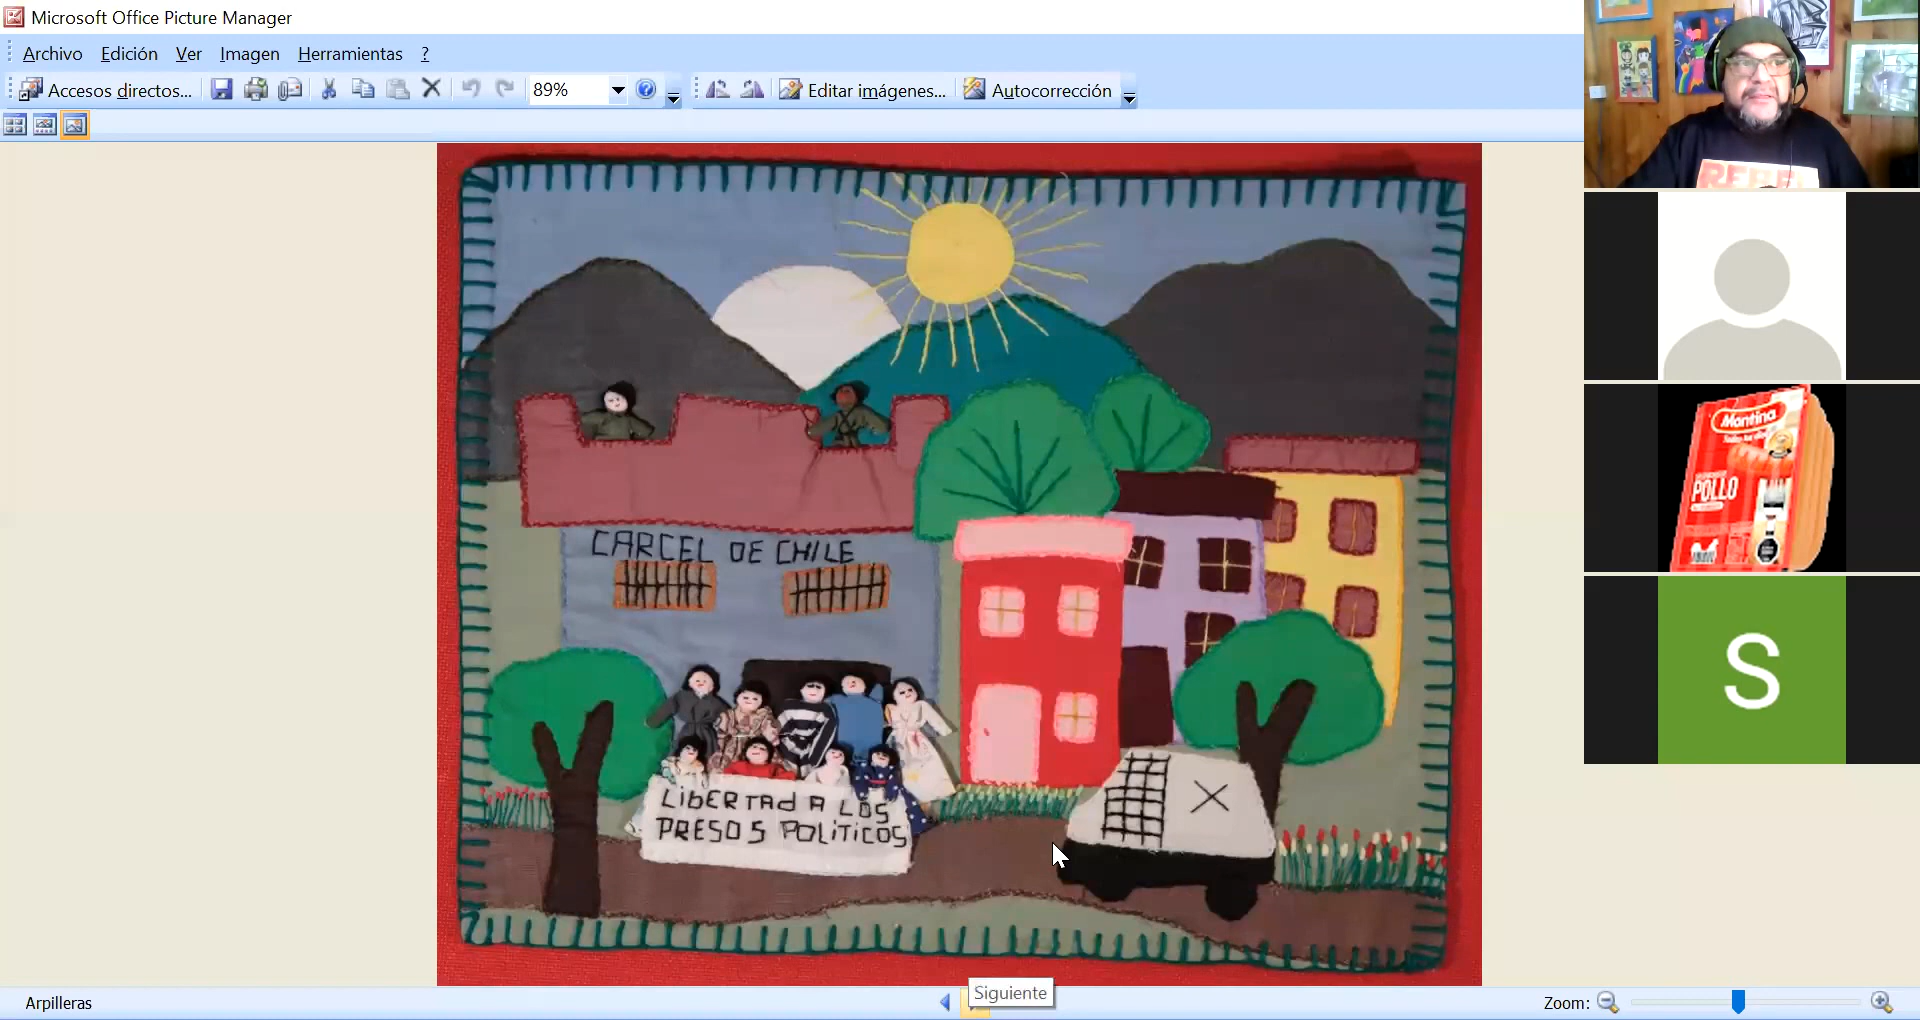 Microsoft Office Picture Manager
Archivo Edición Ver Imagen Herramientas ?
Accesos directos... 89% Editar imágenes... Autocorrección
REBEL
CARCEL DE CHILE
LiBERTAd A LOS
PRESOS POLiTiCOS
Montina
POLLO
S
Siguiente
Arpilleras
Zoom: